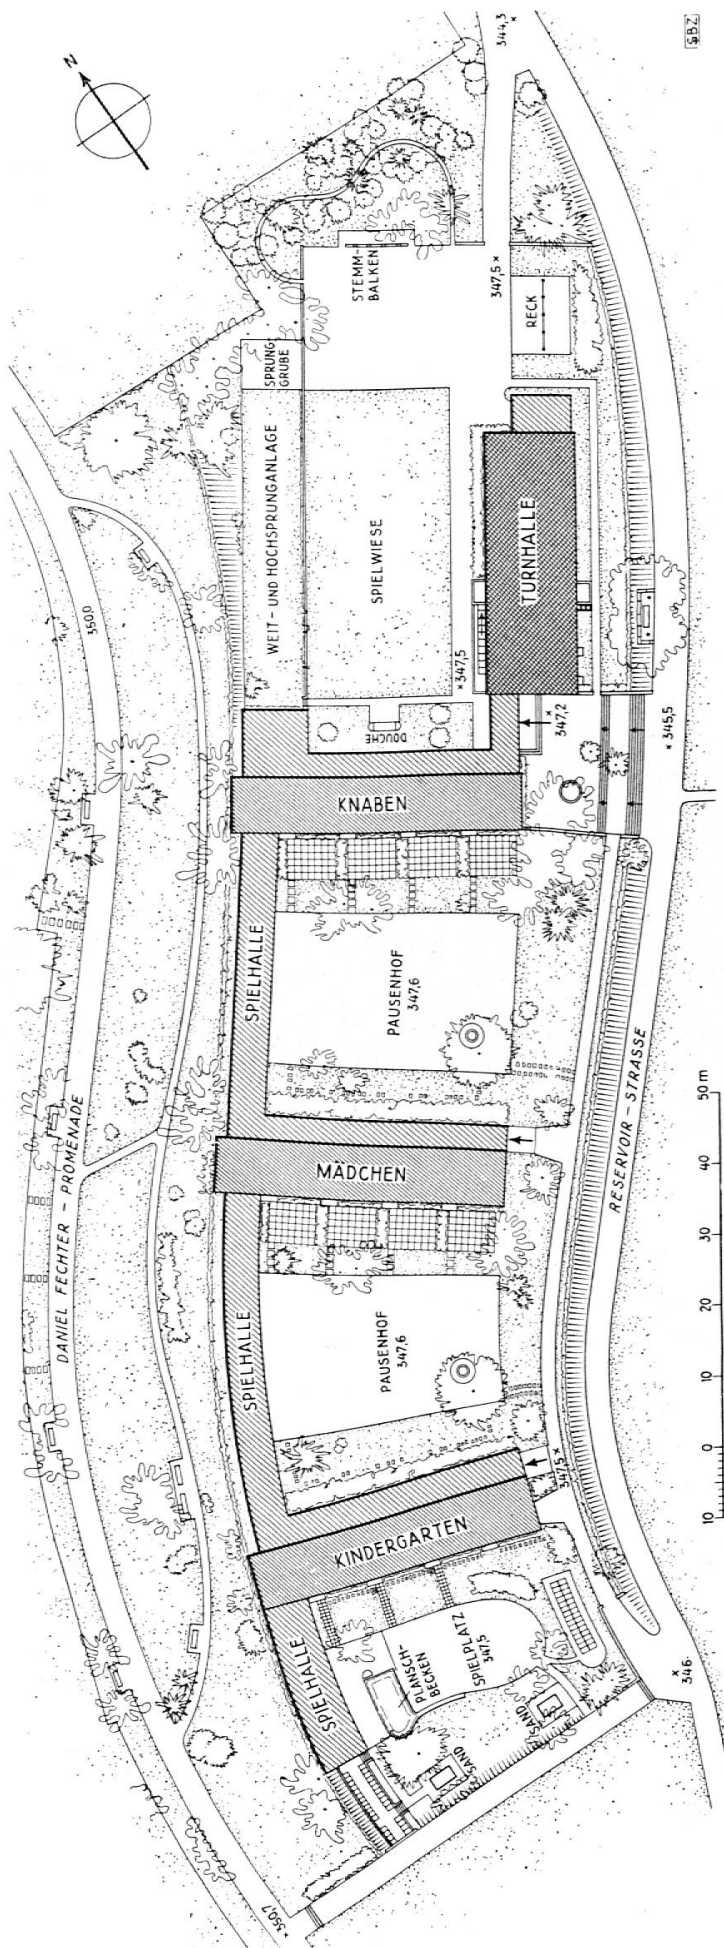 SBZ
344,3 ×
N
STEMM-
BALKEN
347,5 ×
RECK
SPRUNG-
GRUBE
WEIT- UND HOCHSPRUNGANLAGE
SPIELWIESE
TURNHALLE
350,0
× 347,5
DOUCHE
× 347,2
× 345,5
KNABEN
SPIELHALLE
PAUSENHOF
347,6
RESERVOIR - STRASSE
DANIEL FECHTER - PROMENADE
MÄDCHEN
SPIELHALLE
PAUSENHOF
347,6
10 0 10 20 30 40 50 m
347,5 ×
KINDERGARTEN
SPIELHALLE
PLANSCH-
BECKEN
SPIELPLATZ
347,5
SAND
SAND
× 346
× 350,7